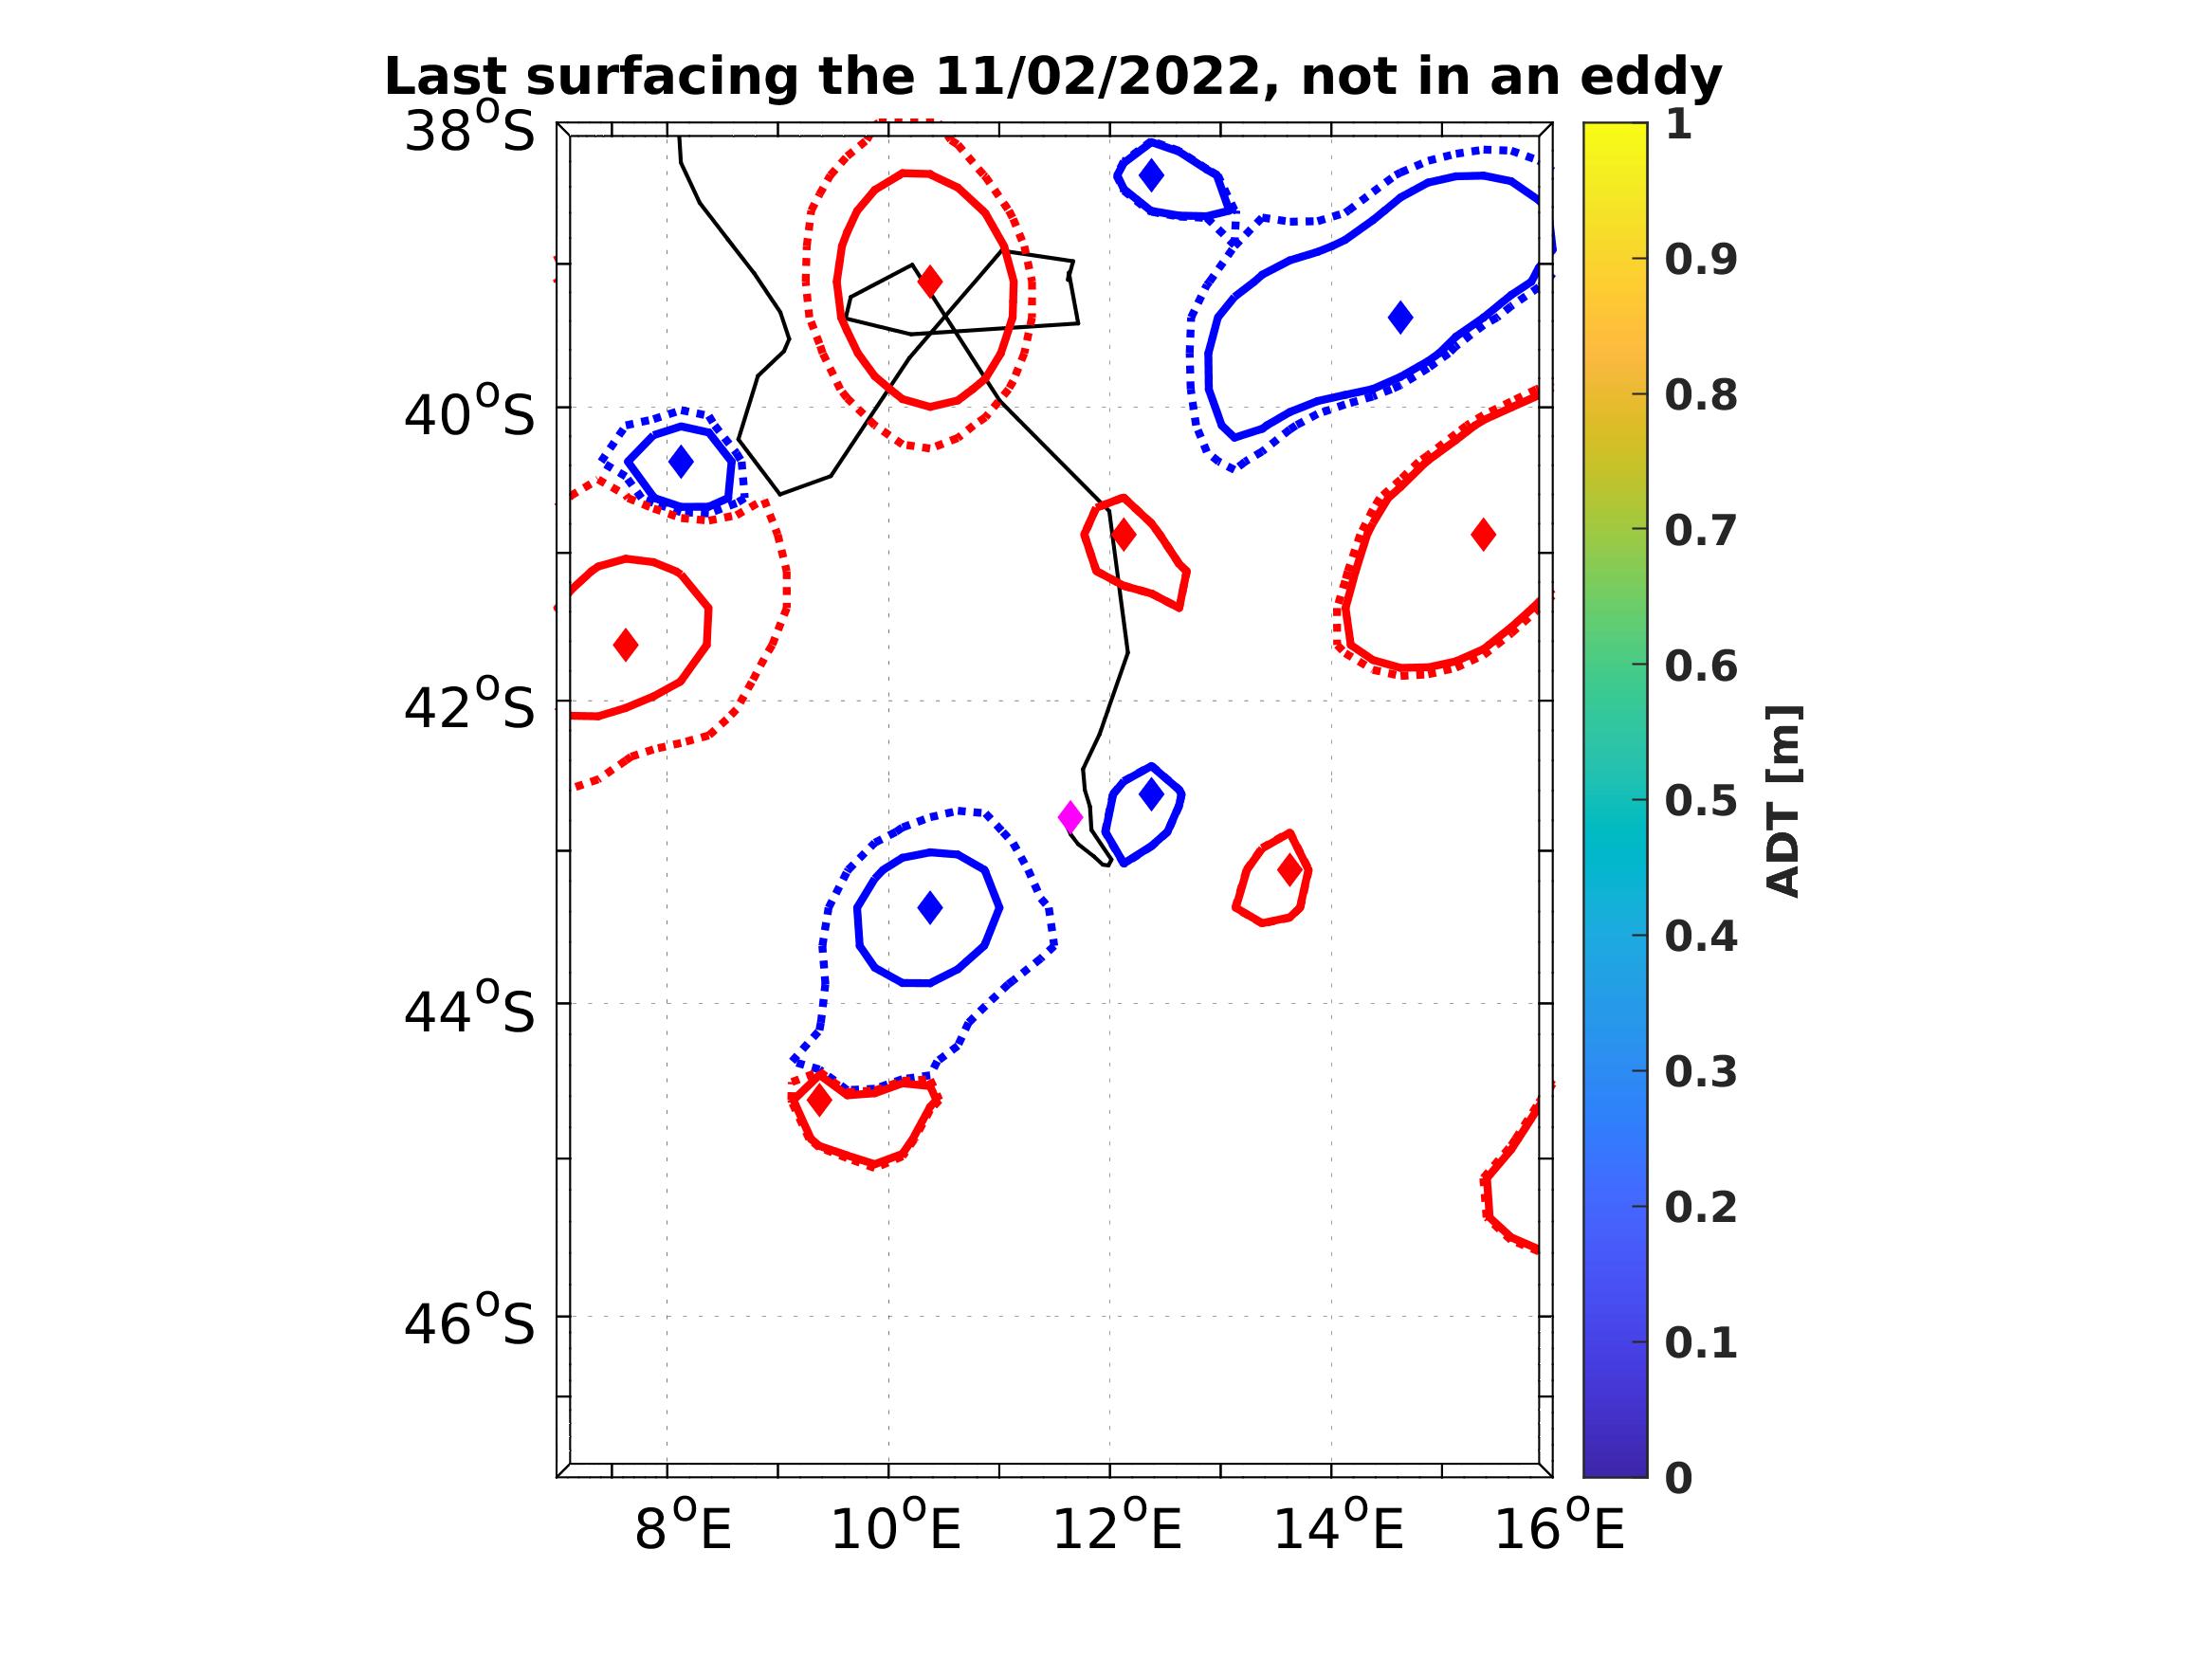 Last surfacing the 11/02/2022, not in an eddy
38°S
40°S
42°S
44°S
46°S
8°E
10°E
12°E
14°E
16°E
1
0.9
0.8
0.7
0.6
0.5
0.4
0.3
0.2
0.1
0
ADT [m]